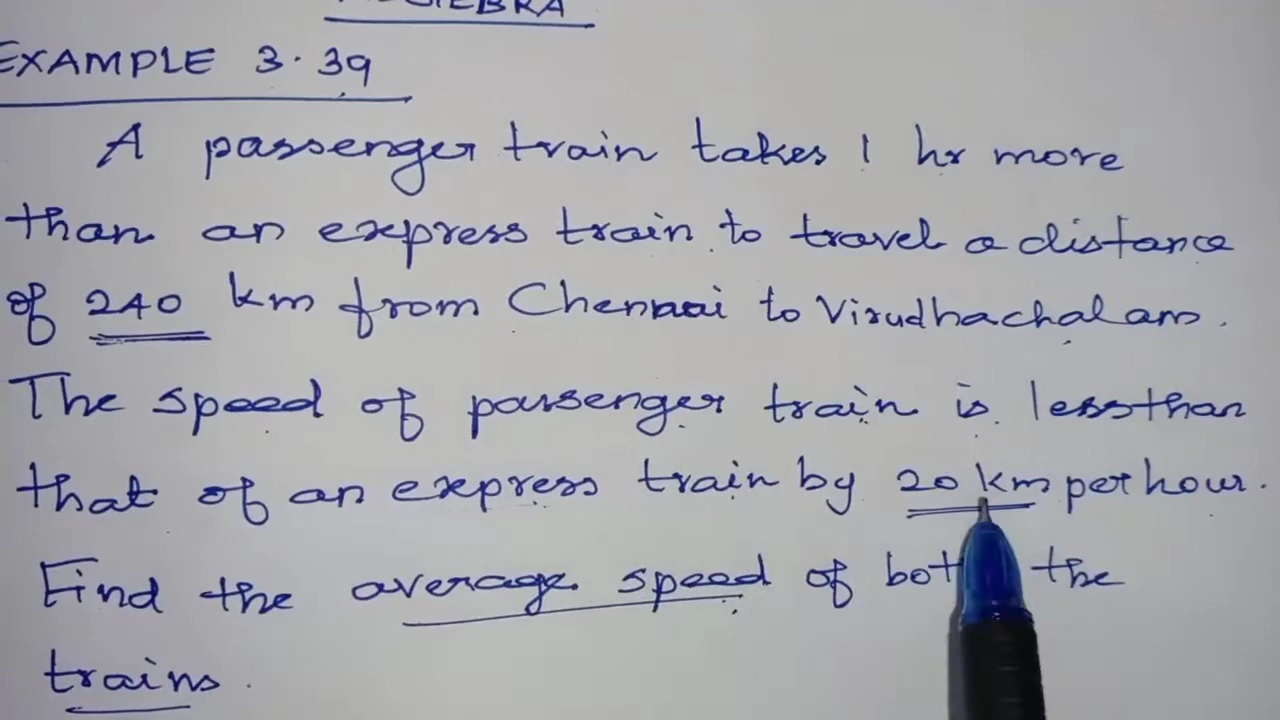 EXAMPLE 3.39
A passenger train takes 1 hr more
than an express train to travel a distance
of 240 km from Chennai to Virudhachalam.
The speed of passenger train is lessthan
that of an express train by 20 km per hour.
Find the average speed of both the
trains.